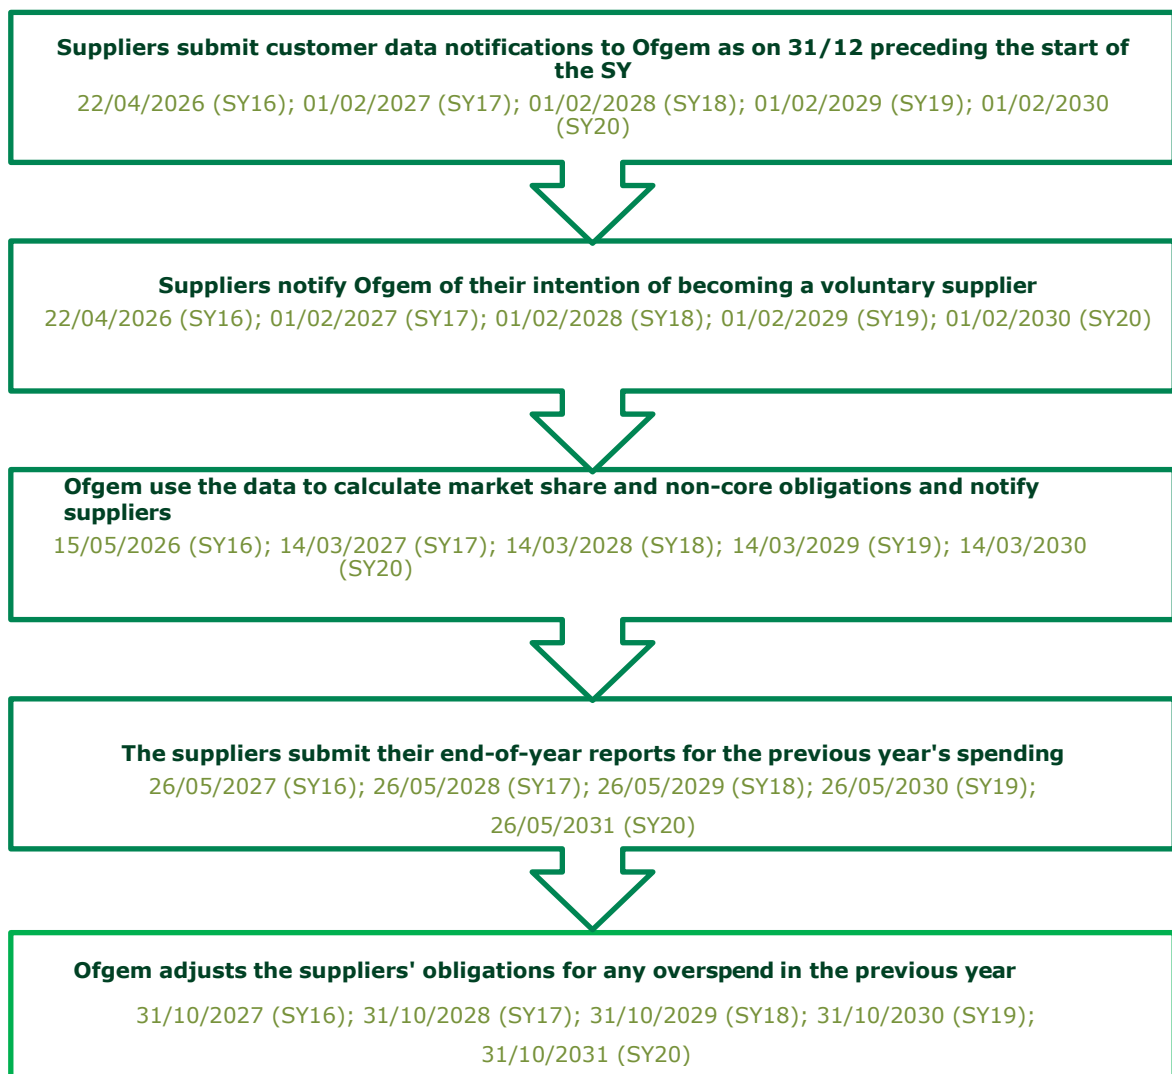 Suppliers submit customer data notifications to Ofgem as on 31/12 preceding the start of
the SY
22/04/2026 (SY16); 01/02/2027 (SY17); 01/02/2028 (SY18); 01/02/2029 (SY19); 01/02/2030
(SY20)
Suppliers notify Ofgem of their intention of becoming a voluntary supplier
22/04/2026 (SY16); 01/02/2027 (SY17); 01/02/2028 (SY18); 01/02/2029 (SY19); 01/02/2030 (SY20)
Ofgem use the data to calculate market share and non-core obligations and notify
suppliers
15/05/2026 (SY16); 14/03/2027 (SY17); 14/03/2028 (SY18); 14/03/2029 (SY19); 14/03/2030
(SY20)
The suppliers submit their end-of-year reports for the previous year's spending
26/05/2027 (SY16); 26/05/2028 (SY17); 26/05/2029 (SY18); 26/05/2030 (SY19);
26/05/2031 (SY20)
Ofgem adjusts the suppliers' obligations for any overspend in the previous year
31/10/2027 (SY16); 31/10/2028 (SY17); 31/10/2029 (SY18); 31/10/2030 (SY19);
31/10/2031 (SY20)